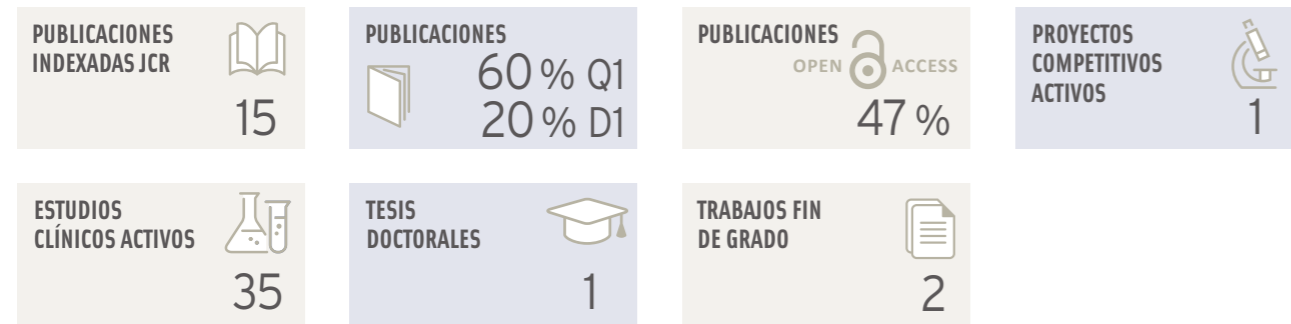 PUBLICACIONES
INDEXADAS JCR
15
PUBLICACIONES
60 % Q1
20 % D1
PUBLICACIONES
OPEN ACCESS
47 %
PROYECTOS
COMPETITIVOS
ACTIVOS
1
ESTUDIOS
CLÍNICOS ACTIVOS
35
TESIS
DOCTORALES
1
TRABAJOS FIN
DE GRADO
2